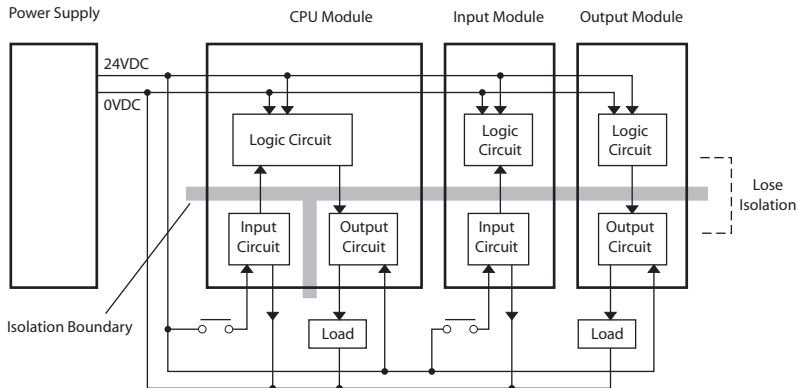 Power Supply
CPU Module
Input Module
Output Module
24VDC
0VDC
Logic Circuit
Logic
Circuit
Logic
Circuit
Lose
Isolation
Input
Circuit
Output
Circuit
Input
Circuit
Output
Circuit
Isolation Boundary
Load
Load